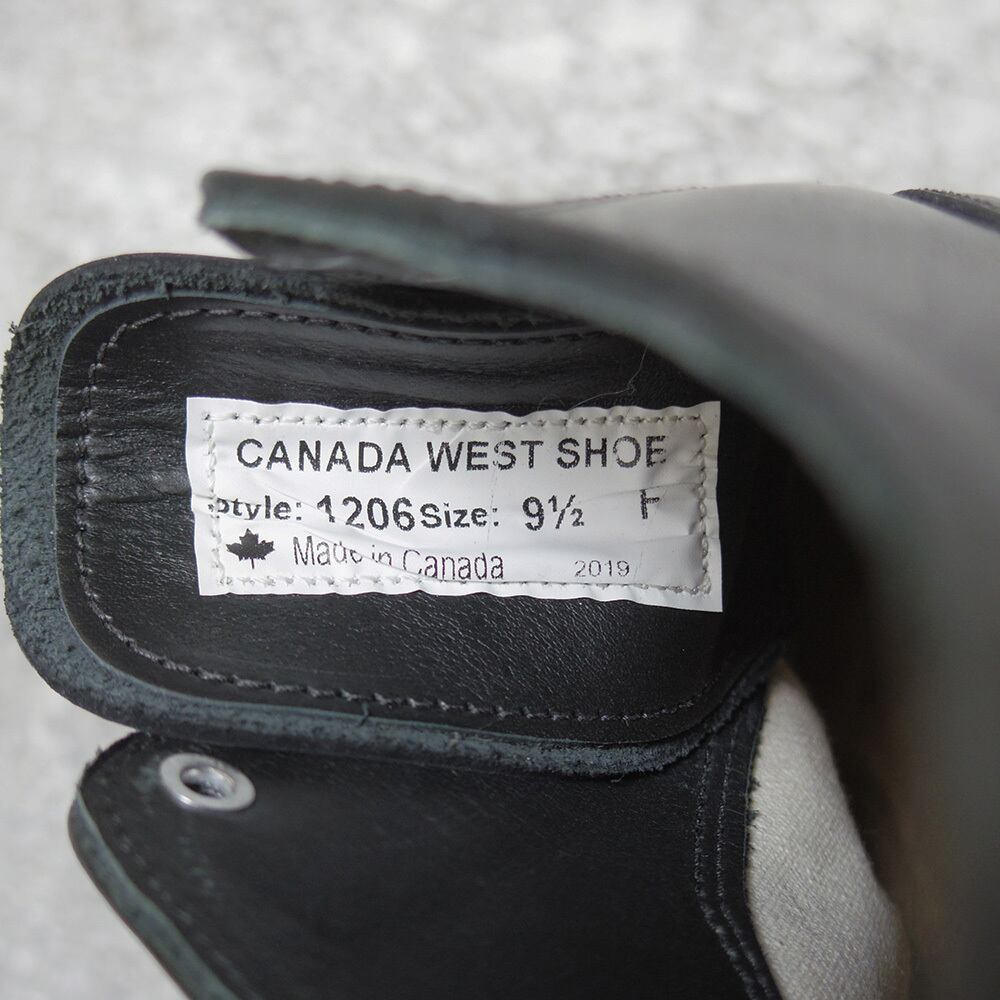 CANADA WEST SHOE
Style: 1206 Size: 9½ F
Made in Canada 2019